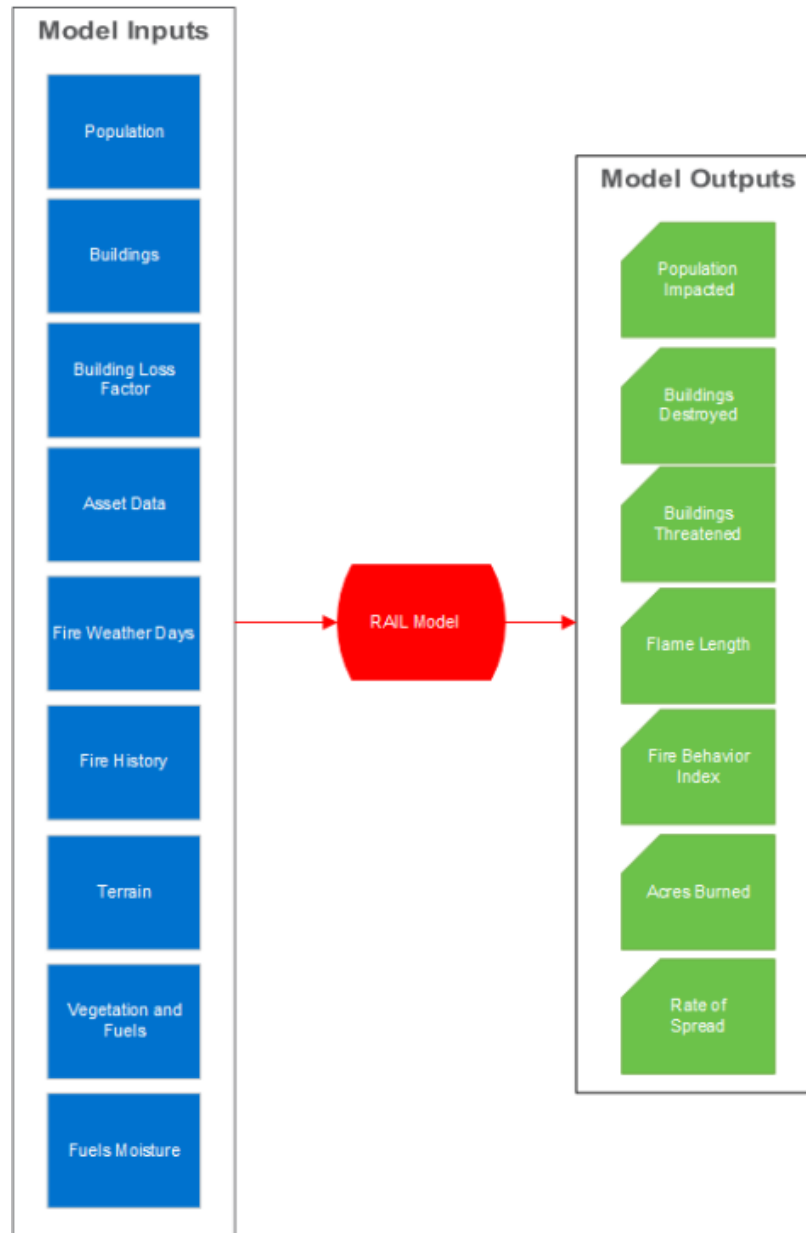 Model Inputs
Population
Buildings
Building Loss
Factor
Asset Data
Fire Weather Days
Fire History
Terrain
Vegetation and
Fuels
Fuels Moisture
RAIL Model
Model Outputs
Population
Impacted
Buildings
Destroyed
Buildings
Threatened
Flame Length
Fire Behavior
Index
Acres Burned
Rate of
Spread